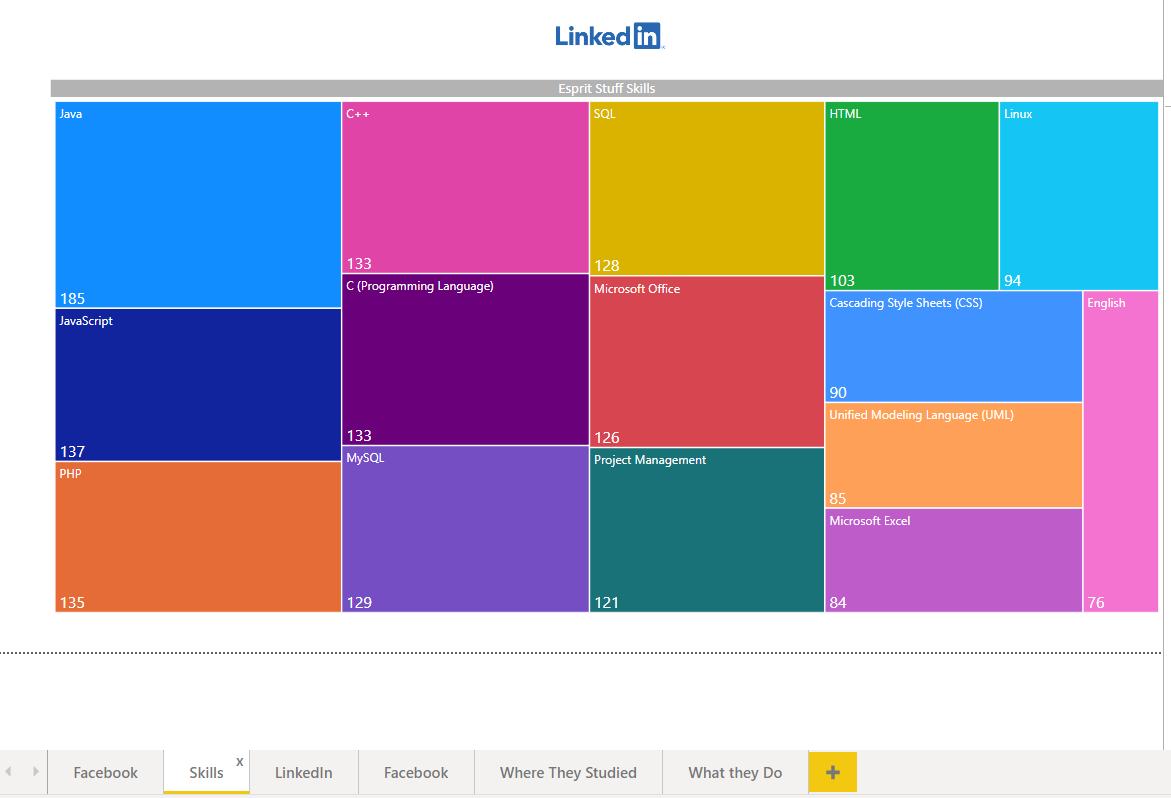 Linked in
Esprit Stuff Skills
Java
185
JavaScript
137
PHP
135
C++
133
C (Programming Language)
133
MySQL
129
SQL
128
Microsoft Office
126
Project Management
121
HTML
103
Linux
94
Cascading Style Sheets (CSS)
90
Unified Modeling Language (UML)
85
Microsoft Excel
84
English
76
Facebook
Skills
x
LinkedIn
Facebook
Where They Studied
What they Do
+